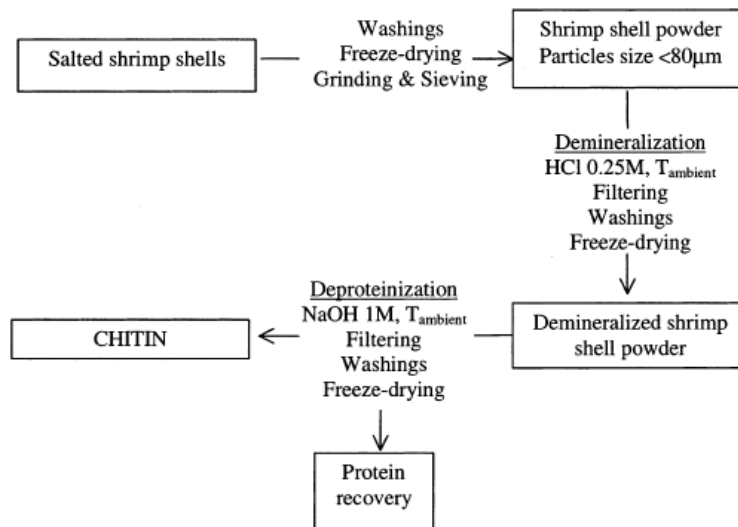 Salted shrimp shells
Washings
Freeze-drying
Grinding & Sieving
Shrimp shell powder
Particles size <80µm
Demineralization
HCl 0.25M, Tambient
Filtering
Washings
Freeze-drying
Demineralized shrimp
shell powder
Deproteinization
NaOH 1M, Tambient
Filtering
Washings
Freeze-drying
CHITIN
Protein
recovery